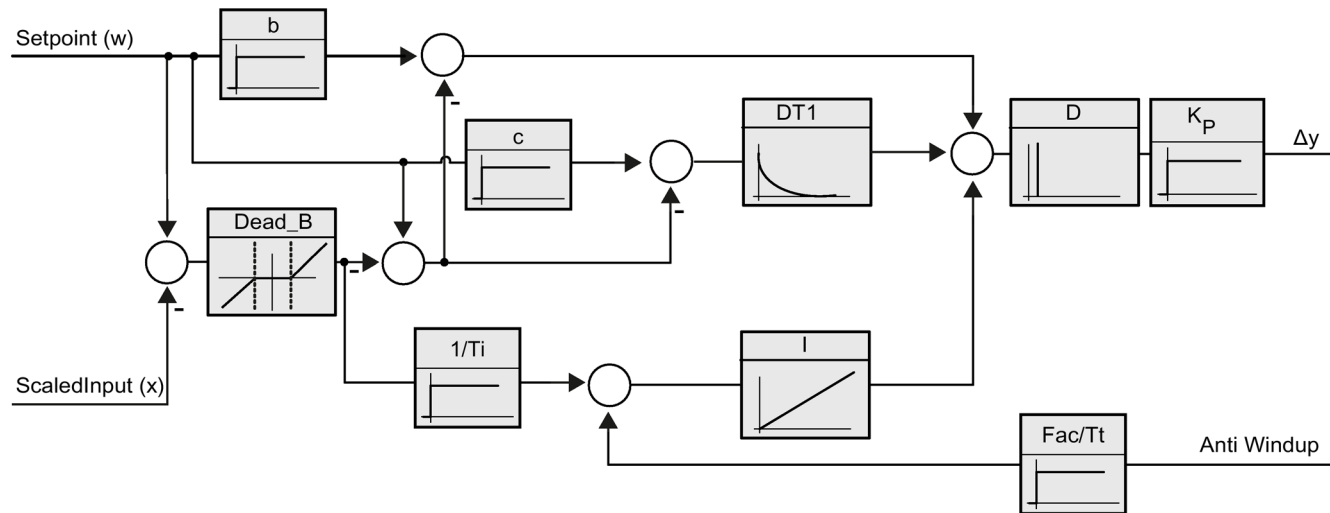 b
Setpoint (w)
DT1
D
K_P
Δy
c
-
-
Dead_B
-
-
1/Ti
I
ScaledInput (x)
Fac/Tt
Anti Windup